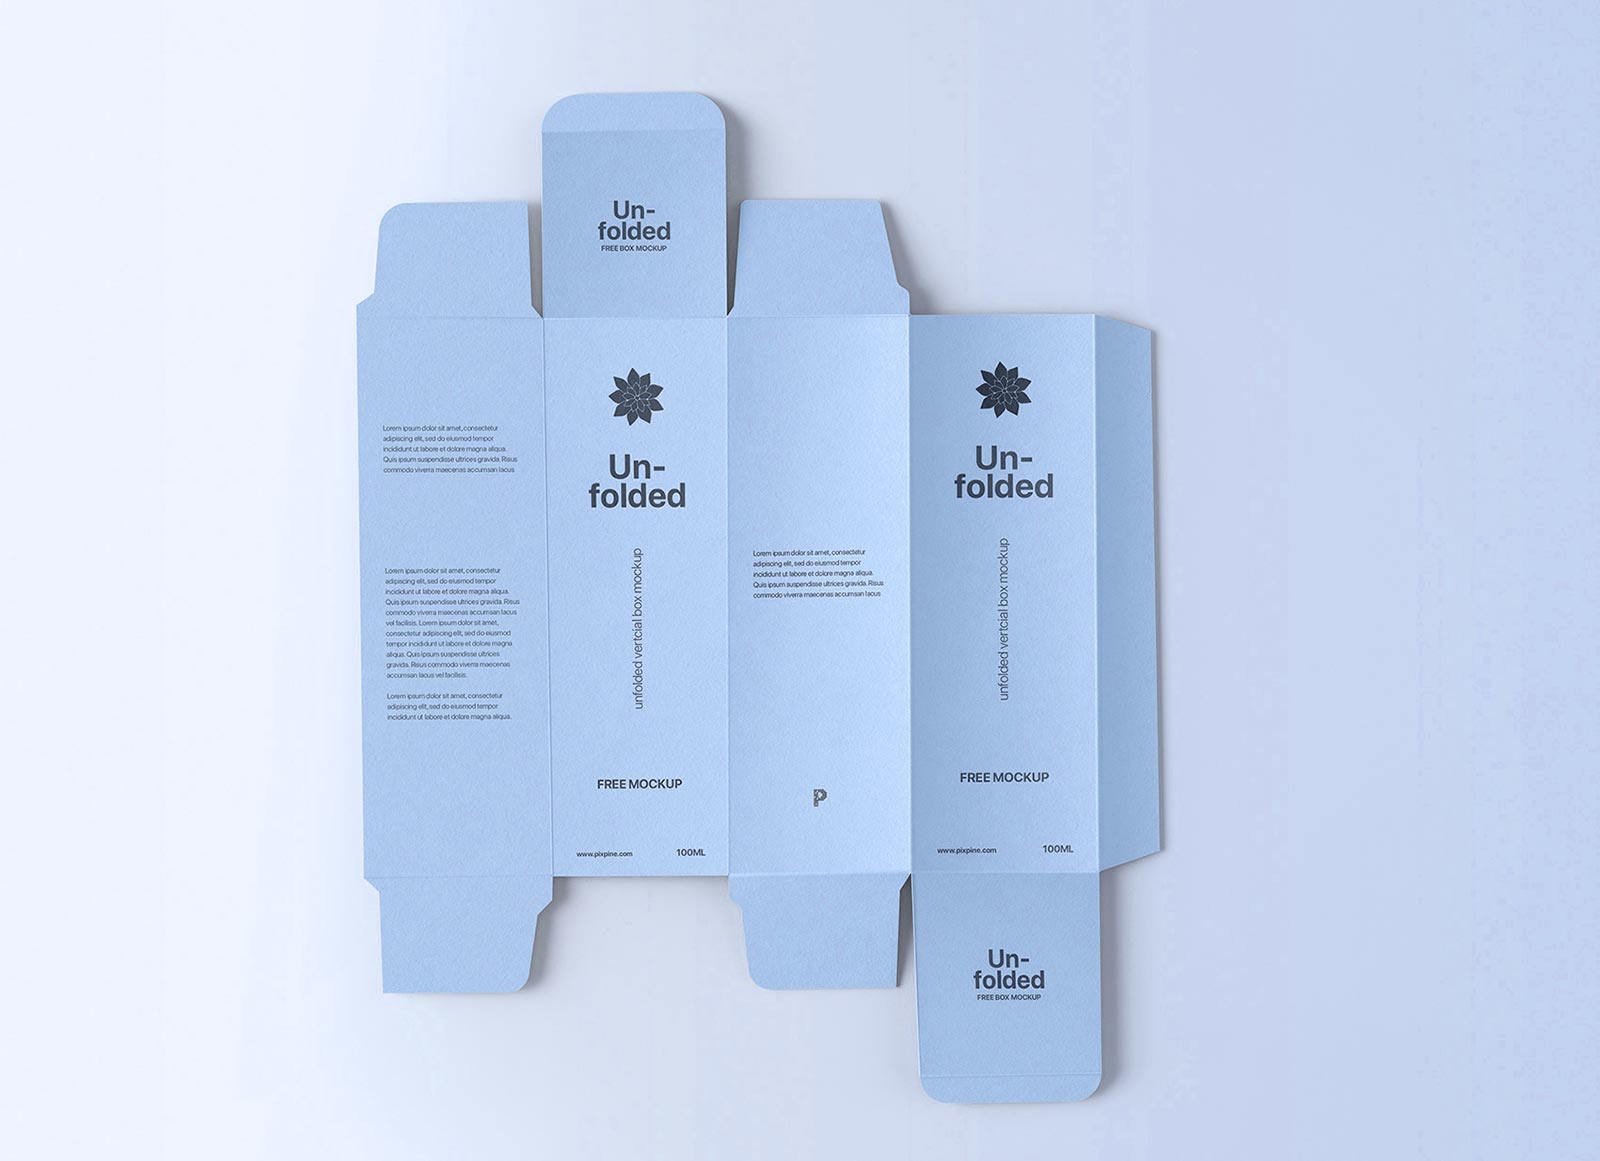 Un-
folded
FREE BOX MOCKUP
Lorem ipsum dolor sit amet, consectetur
adipiscing elit, sed do eiusmod tempor
incididunt ut labore et dolore magna aliqua.
Quis ipsum suspendisse ultrices gravida. Risus
commodo viverra maecenas accumsan lacus
Lorem ipsum dolor sit amet, consectetur
adipiscing elit, sed do eiusmod tempor
incididunt ut labore et dolore magna aliqua.
Quis ipsum suspendisse ultrices gravida. Risus
commodo viverra maecenas accumsan lacus
vel facilisis. Lorem ipsum dolor sit amet,
consectetur adipiscing elit, sed do eiusmod
tempor incididunt ut labore et dolore magna
aliqua. Quis ipsum suspendisse ultrices
gravida. Risus commodo viverra maecenas
accumsan lacus vel facilisis.
Lorem ipsum dolor sit amet, consectetur
adipiscing elit, sed do eiusmod tempor
incididunt ut labore et dolore magna aliqua.
Un-
folded
unfolded vertcial box mockup
FREE MOCKUP
www.pixpine.com
100ML
Lorem ipsum dolor sit amet, consectetur
adipiscing elit, sed do eiusmod tempor
incididunt ut labore et dolore magna aliqua.
Quis ipsum suspendisse ultrices gravida. Risus
commodo viverra maecenas accumsan lacus
P
Un-
folded
unfolded vertcial box mockup
FREE MOCKUP
www.pixpine.com
100ML
Un-
folded
FREE BOX MOCKUP